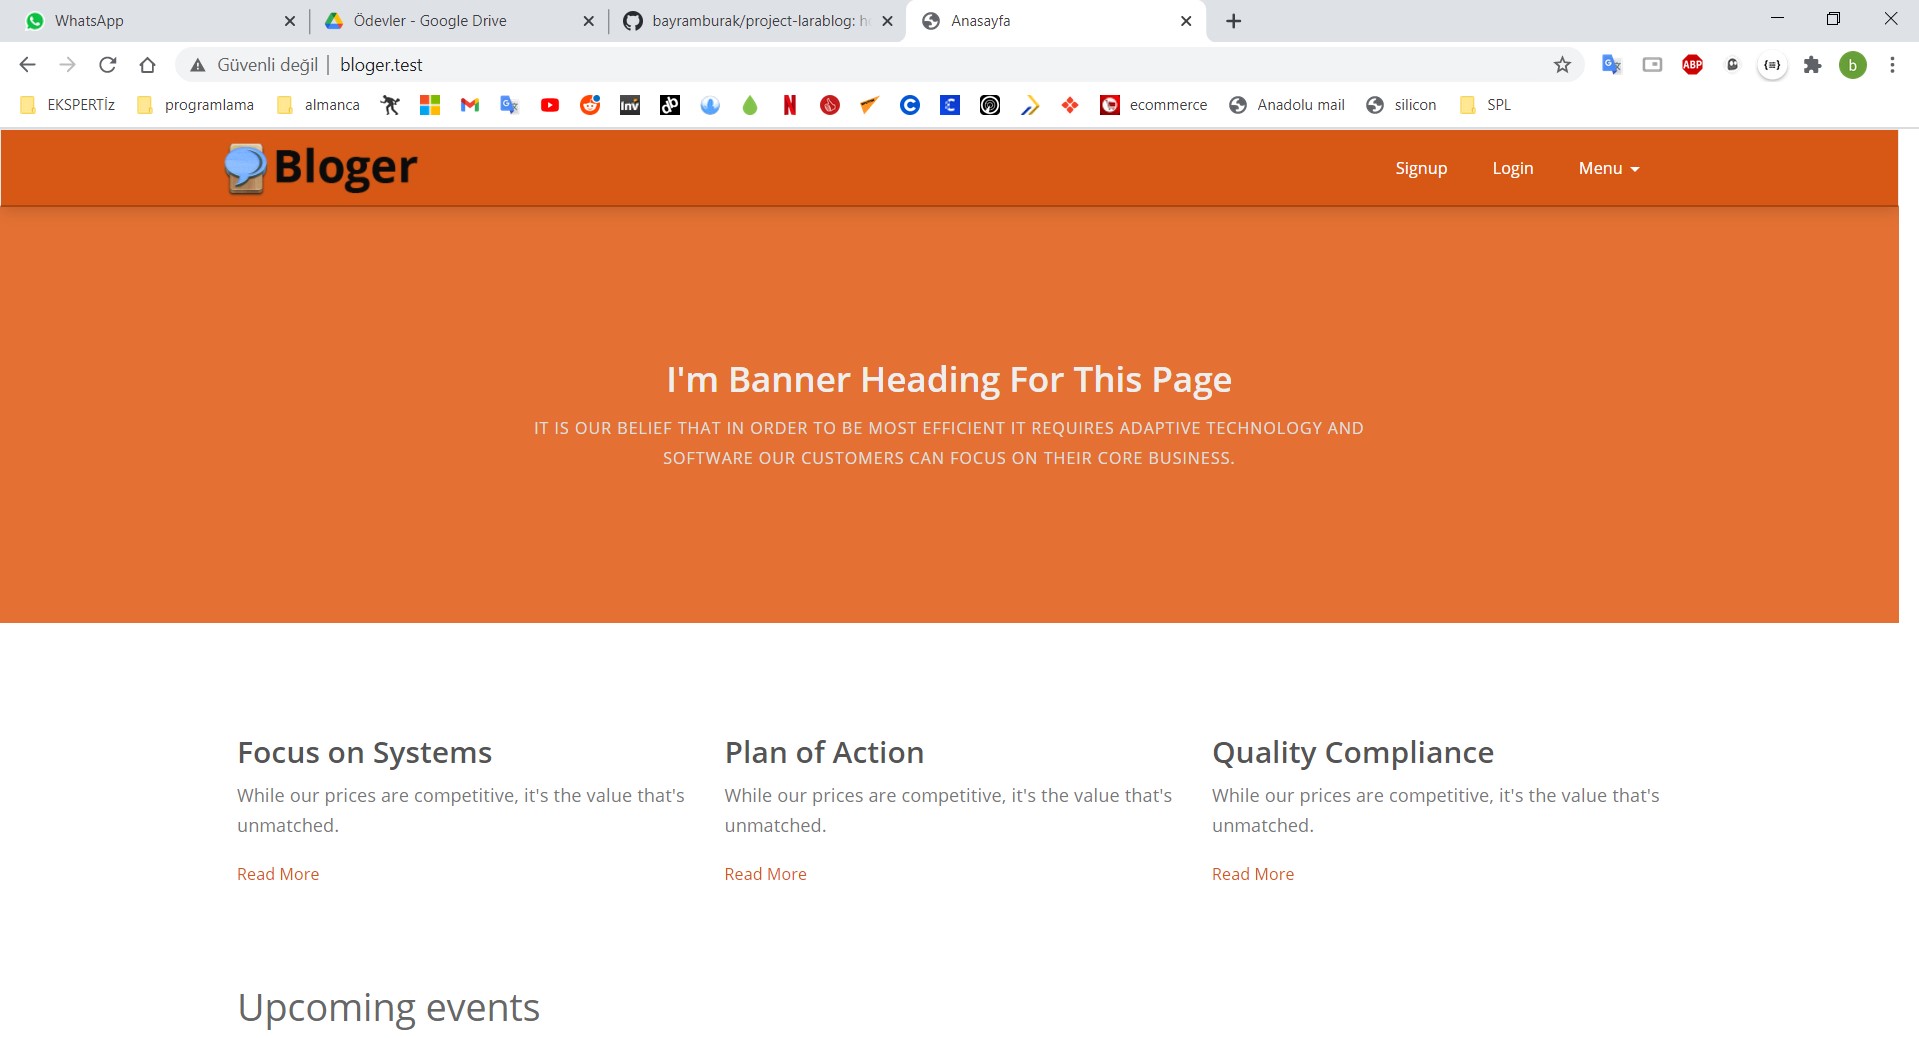 WhatsApp
Ödevler - Google Drive
bayramburak/project-larablog:
Anasayfa
Güvenli değil
bloger.test
b
EKSPERTİz
programlama
almanca
inv
dp
N
C
ecommerce
Anadolu mail
silicon
SPL
ABP
Bloger
Signup
Login
Menu
I'm Banner Heading For This Page
IT IS OUR BELIEF THAT IN ORDER TO BE MOST EFFICIENT IT REQUIRES ADAPTIVE TECHNOLOGY AND
SOFTWARE OUR CUSTOMERS CAN FOCUS ON THEIR CORE BUSINESS.
Focus on Systems
While our prices are competitive, it's the value that's
unmatched.
Read More
Plan of Action
While our prices are competitive, it's the value that's
unmatched.
Read More
Quality Compliance
While our prices are competitive, it's the value that's
unmatched.
Read More
Upcoming events